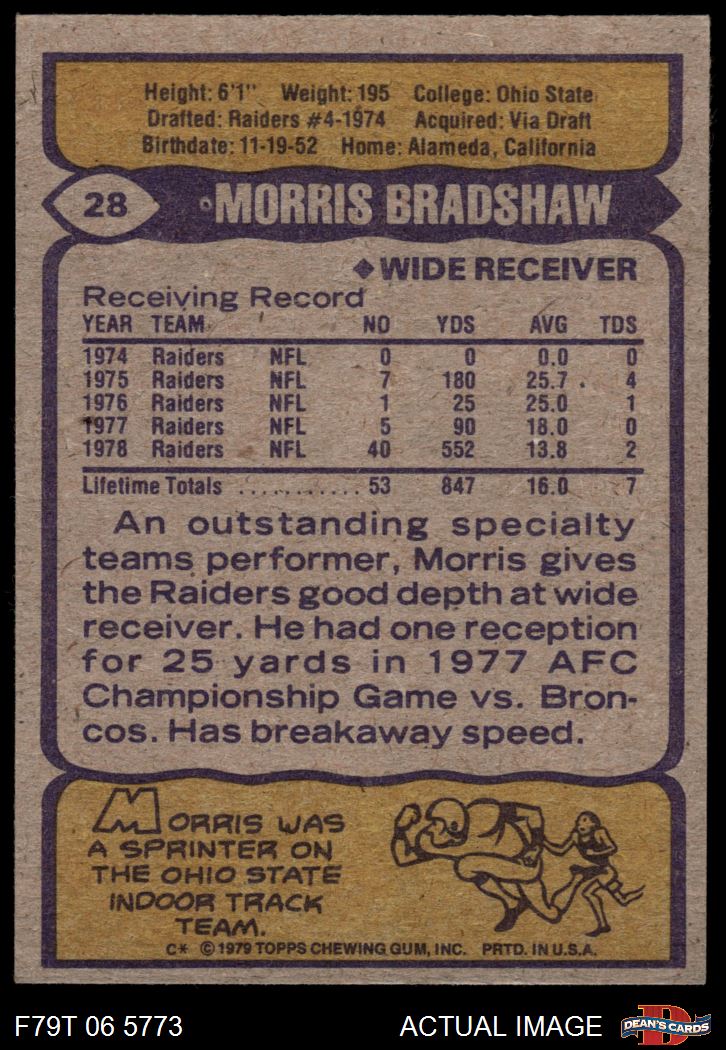 Height: 6'1" Weight: 195 College: Ohio State
Drafted: Raiders #4-1974 Acquired: Via Draft
Birthdate: 11-19-52 Home: Alameda, California
28 MORRIS BRADSHAW
◆WIDE RECEIVER
Receiving Record
YEAR TEAM NO YDS AVG TDS
1974 Raiders NFL 0 0 0.0 0
1975 Raiders NFL 7 180 25.7 4
1976 Raiders NFL 1 25 25.0 1
1977 Raiders NFL 5 90 18.0 0
1978 Raiders NFL 40 552 13.8 2
Lifetime Totals ........... 53 847 16.0 7
An outstanding specialty
teams performer, Morris gives
the Raiders good depth at wide
receiver. He had one reception
for 25 yards in 1977 AFC
Championship Game vs. Bron-
cos. Has breakaway speed.
MORRIS WAS
A SPRINTER ON
THE OHIO STATE
INDOOR TRACK
TEAM.
C* © 1979 TOPPS CHEWING GUM, INC. PRTD. IN U.S.A.
F79T 06 5773 ACTUAL IMAGE D DEAN'S CARDS